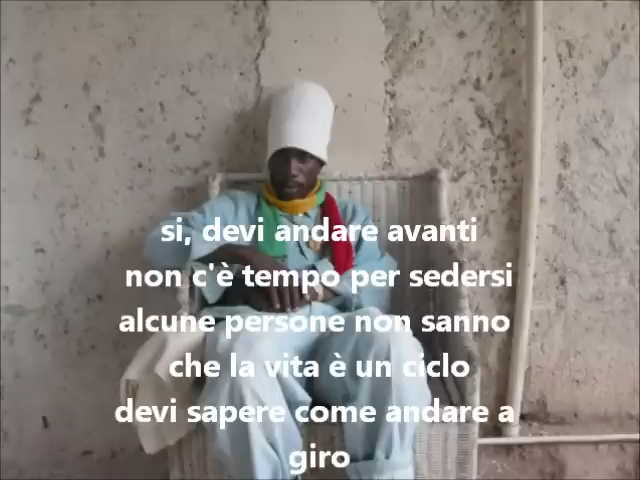 si, devi andare avanti
non c'è tempo per sedersi
alcune persone non sanno
che la vita è un ciclo
devi sapere come andare a
giro